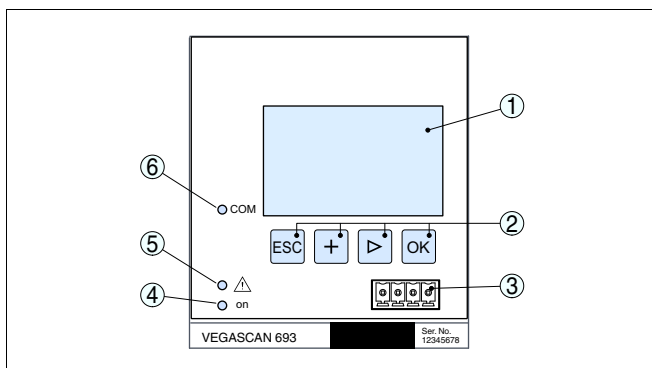 1
6
COM
2
ESC + OK
5
3
4
on
VEGASCAN 693
Ser. No.
12345678